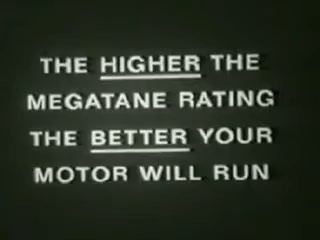 THE HIGHER THE
MEGATANE RATING
THE BETTER YOUR
MOTOR WILL RUN